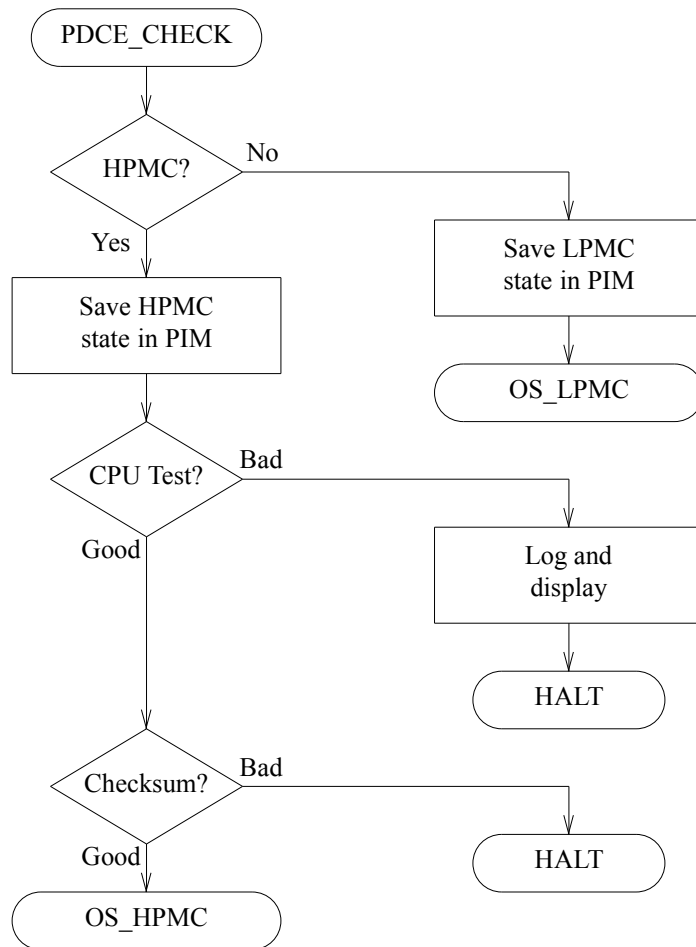 PDCE_CHECK
HPMC?
No
Yes
Save LPMC
state in PIM
Save HPMC
state in PIM
OS_LPMC
CPU Test?
Bad
Good
Log and
display
HALT
Checksum?
Bad
Good
HALT
OS_HPMC